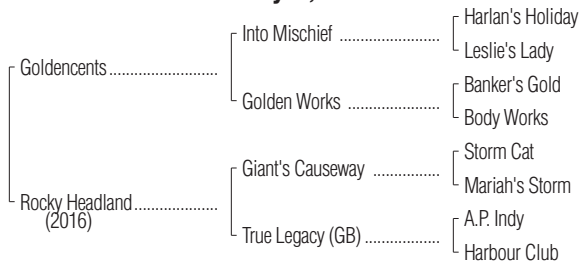 Harlan's Holiday
Into Mischief ....................
Leslie's Lady
Goldencents .......................
Banker's Gold
Golden Works ..................
Body Works
Storm Cat
Giant's Causeway .............
Mariah's Storm
Rocky Headland .................
(2016)
A.P. Indy
True Legacy (GB) ...............
Harbour Club